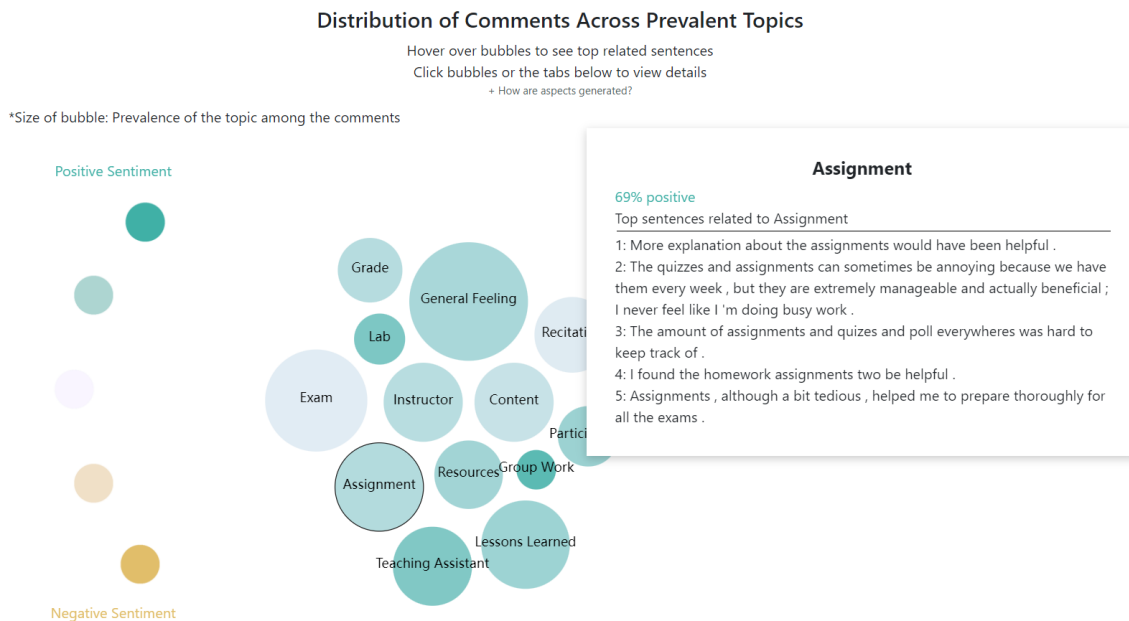 Distribution of Comments Across Prevalent Topics
Hover over bubbles to see top related sentences
Click bubbles or the tabs below to view details
+ How are aspects generated?
*Size of bubble: Prevalence of the topic among the comments
Positive Sentiment
Negative Sentiment
Grade
General Feeling
Recitati
Lab
Exam
Instructor
Content
Partici
Assignment
Resources
Group Work
Lessons Learned
Teaching Assistant
Assignment
69% positive
Top sentences related to Assignment
1: More explanation about the assignments would have been helpful .
2: The quizzes and assignments can sometimes be annoying because we have
them every week , but they are extremely manageable and actually beneficial ;
I never feel like I 'm doing busy work .
3: The amount of assignments and quizes and poll everywheres was hard to
keep track of .
4: I found the homework assignments two be helpful .
5: Assignments , although a bit tedious , helped me to prepare thoroughly for
all the exams .